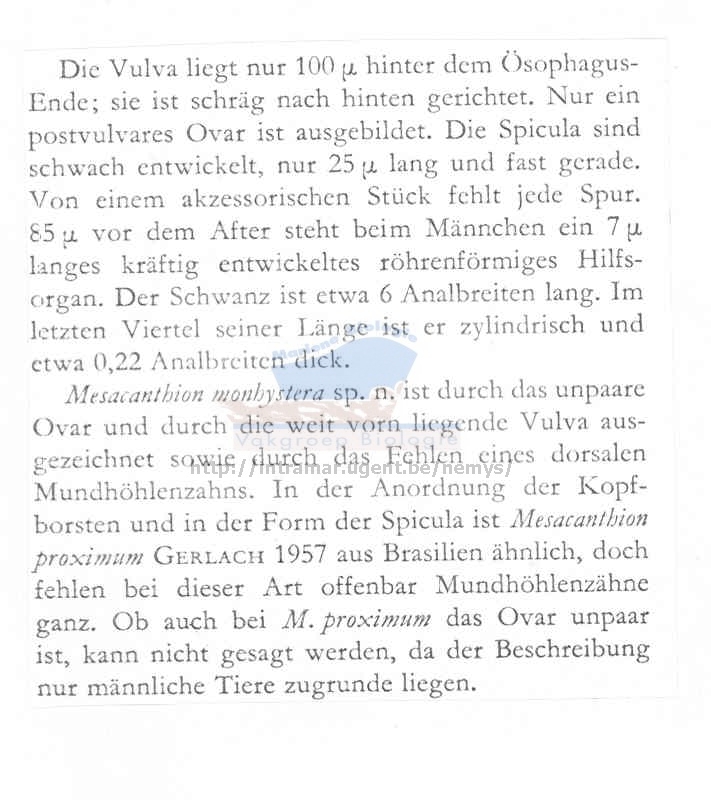 Die Vulva liegt nur 100 µ hinter dem Ösophagus-
Ende; sie ist schräg nach hinten gerichtet. Nur ein
postvulvares Ovar ist ausgebildet. Die Spicula sind
schwach entwickelt, nur 25 µ lang und fast gerade.
Von einem akzessorischen Stück fehlt jede Spur.
85 µ vor dem After steht beim Männchen ein 7 µ
langes kräftig entwickeltes röhrenförmiges Hilfs-
organ. Der Schwanz ist etwa 6 Analbreiten lang. Im
letzten Viertel seiner Länge ist er zylindrisch und
etwa 0,22 Analbreiten dick.
Mesacanthion monhystera sp. n. ist durch das unpaare
Ovar und durch die weit vorn liegende Vulva aus-
Vakgroep Biologie
gezeichnet sowie durch das Fehlen eines dorsalen
http://intramar.ugent.be/nemys/
Mundhöhlenzahns. In der Anordnung der Kopf-
borsten und in der Form der Spicula ist Mesacanthion
proximum GERLACH 1957 aus Brasilien ähnlich, doch
fehlen bei dieser Art offenbar Mundhöhlenzähne
ganz. Ob auch bei M. proximum das Ovar unpaar
ist, kann nicht gesagt werden, da der Beschreibung
nur männliche Tiere zugrunde liegen.